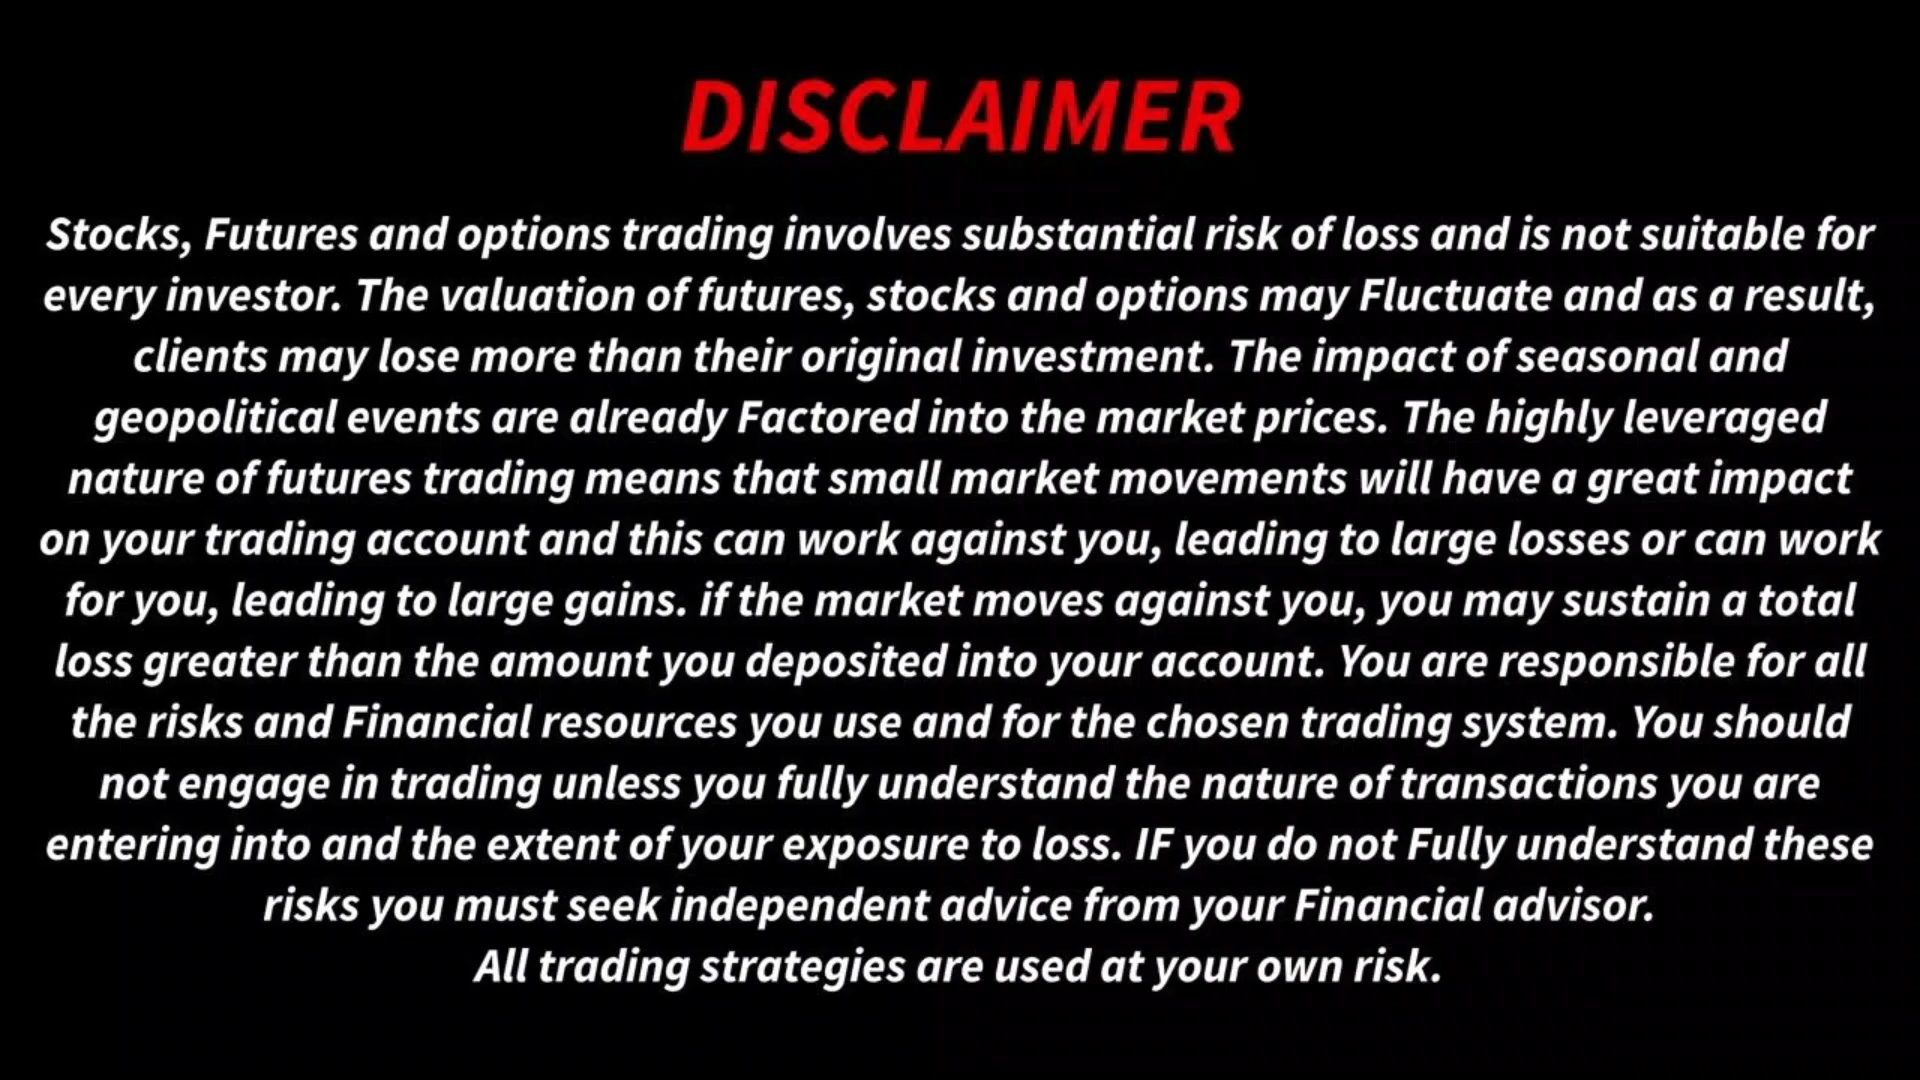 DISCLAIMER
Stocks, Futures and options trading involves substantial risk of loss and is not suitable for
every investor. The valuation of futures, stocks and options may Fluctuate and as a result,
clients may lose more than their original investment. The impact of seasonal and
geopolitical events are already Factored into the market prices. The highly leveraged
nature of futures trading means that small market movements will have a great impact
on your trading account and this can work against you, leading to large losses or can work
for you, leading to large gains. if the market moves against you, you may sustain a total
loss greater than the amount you deposited into your account. You are responsible for all
the risks and Financial resources you use and for the chosen trading system. You should
not engage in trading unless you fully understand the nature of transactions you are
entering into and the extent of your exposure to loss. IF you do not Fully understand these
risks you must seek independent advice from your Financial advisor.
All trading strategies are used at your own risk.